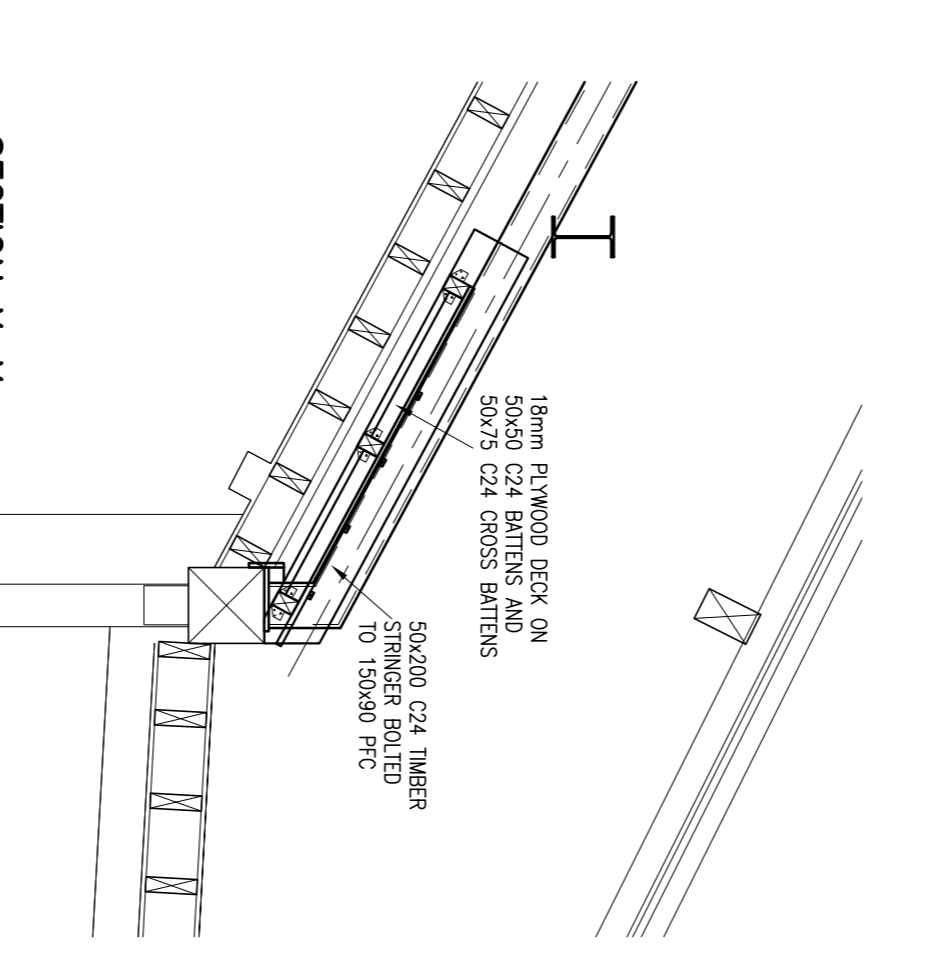 18mm PLYWOOD DECK ON
50x50 C24 BATTENS AND
50x75 C24 CROSS BATTENS
50x200 C24 TIMBER
STRINGER BOLTED
TO 150x90 PFC